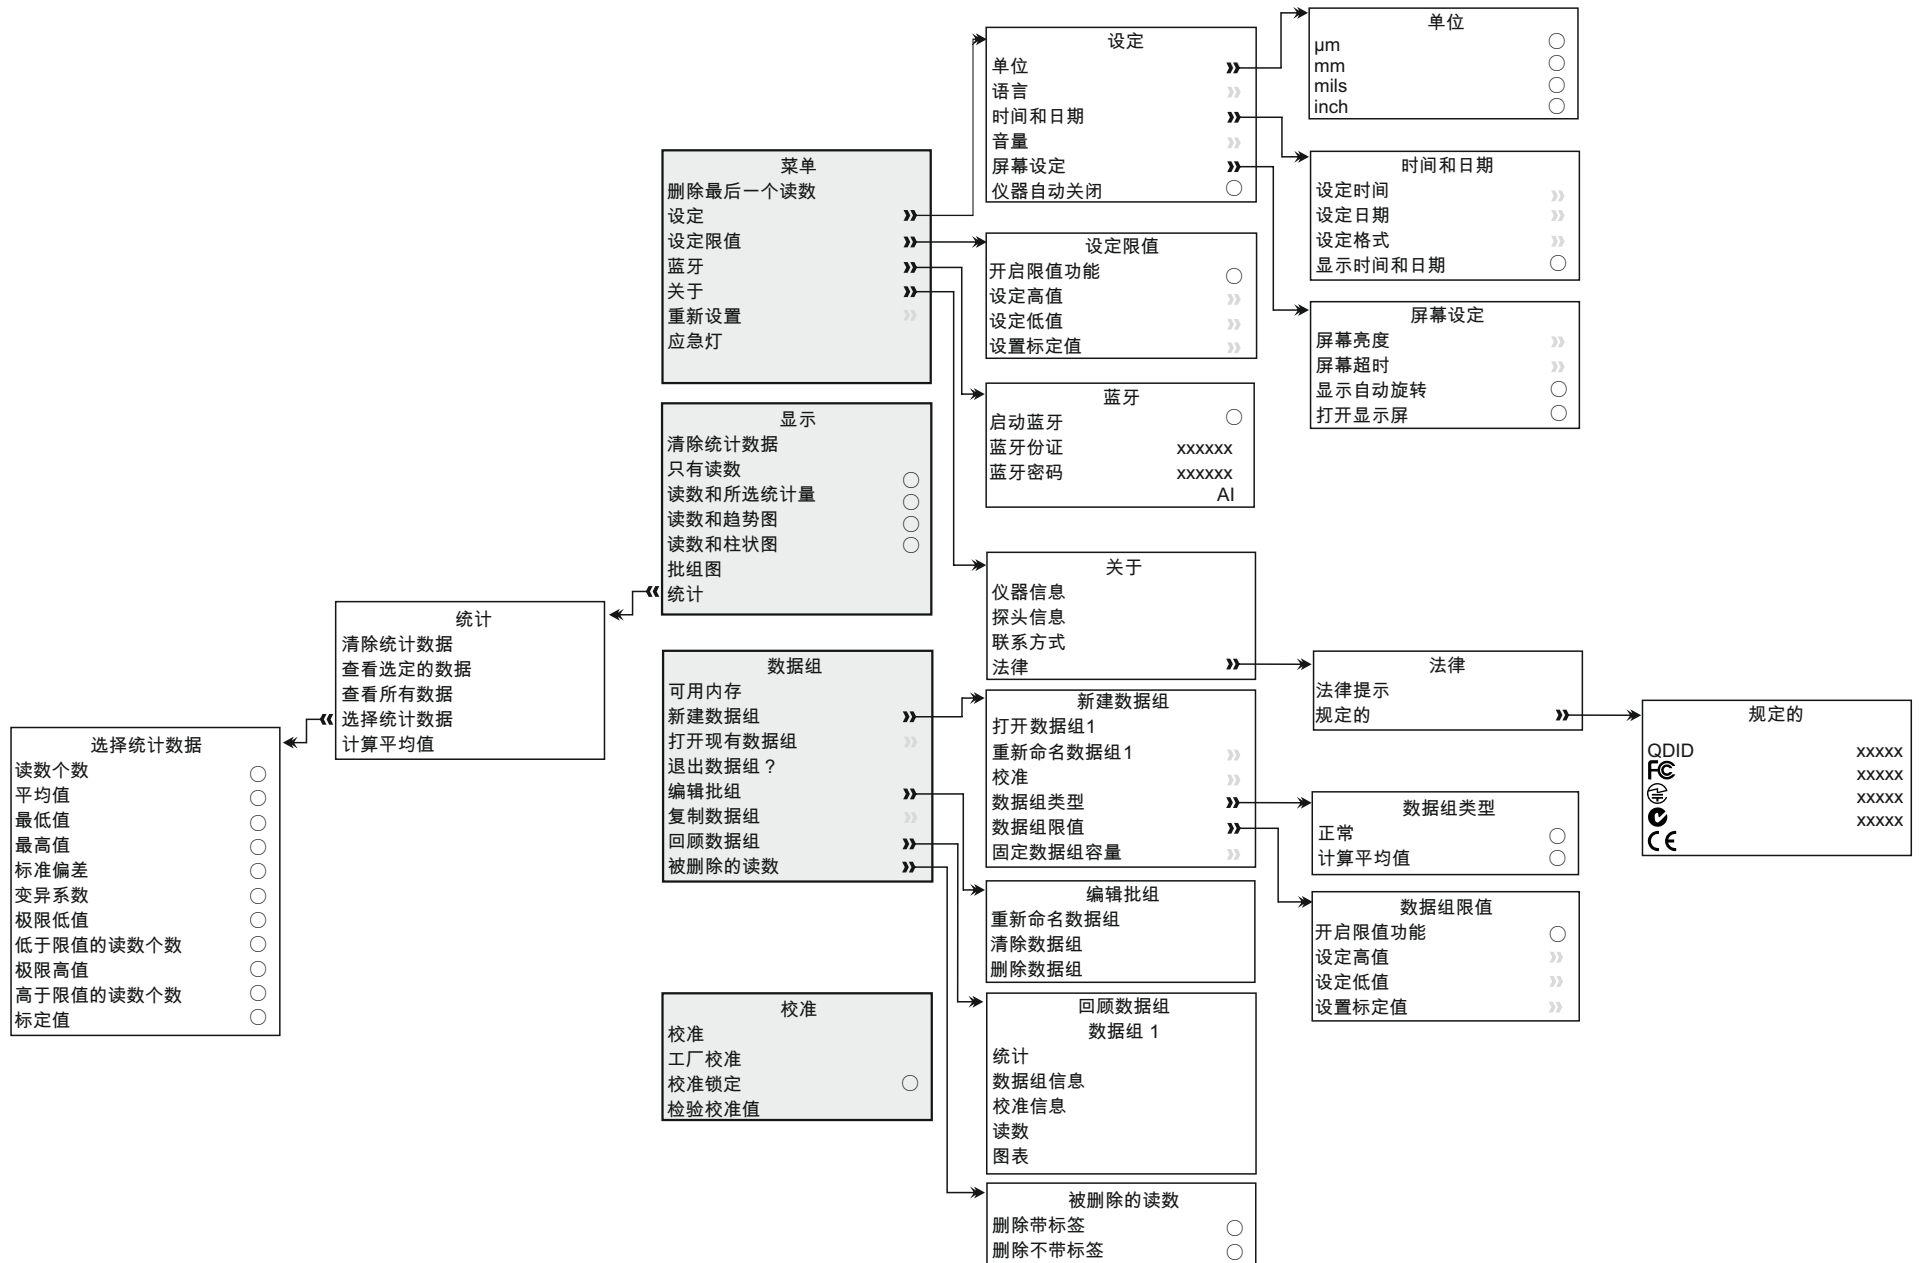 单位
µm
mm
mils
inch
设定
单位
语言
时间和日期
音量
屏幕设定
仪器自动关闭
时间和日期
设定时间
设定日期
设定格式
显示时间和日期
菜单
删除最后一个读数
设定
设定限值
蓝牙
关于
重新设置
应急灯
设定限值
开启限值功能
设定高值
设定低值
设置标定值
屏幕设定
屏幕亮度
屏幕超时
显示自动旋转
打开显示屏
蓝牙
启动蓝牙
蓝牙份证 xxxxxx
蓝牙密码 xxxxxx
AI
显示
清除统计数据
只有读数
读数和所选统计量
读数和趋势图
读数和柱状图
批组图
统计
关于
仪器信息
探头信息
联系方式
法律
统计
清除统计数据
查看选定的数据
查看所有数据
选择统计数据
计算平均值
法律
法律提示
规定的
规定的
QDID xxxxx
FC xxxxx
xxxxx
xxxxx
CE
数据组
可用内存
新建数据组
打开现有数据组
退出数据组？
编辑批组
复制数据组
回顾数据组
被删除的读数
新建数据组
打开数据组1
重新命名数据组1
校准
数据组类型
数据组限值
固定数据组容量
选择统计数据
读数个数
平均值
最低值
最高值
标准偏差
变异系数
极限低值
低于限值的读数个数
极限高值
高于限值的读数个数
标定值
数据组类型
正常
计算平均值
编辑批组
重新命名数据组
清除数据组
删除数据组
数据组限值
开启限值功能
设定高值
设定低值
设置标定值
校准
校准
工厂校准
校准锁定
检验校准值
回顾数据组
数据组 1
统计
数据组信息
校准信息
读数
图表
被删除的读数
删除带标签
删除不带标签